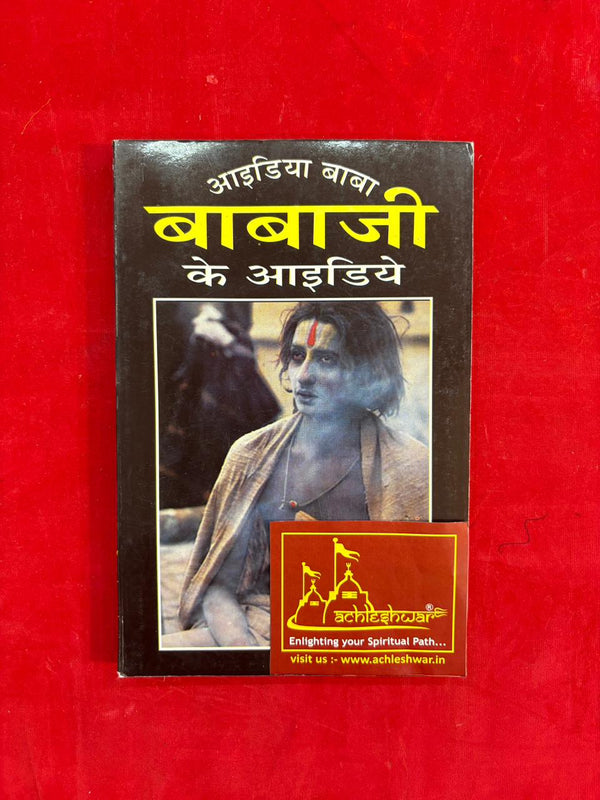 आइडिया बाबा
बाबाजी
के आइडिये
achleshwar®
Enlighting your Spiritual Path...
visit us :- www.achleshwar.in